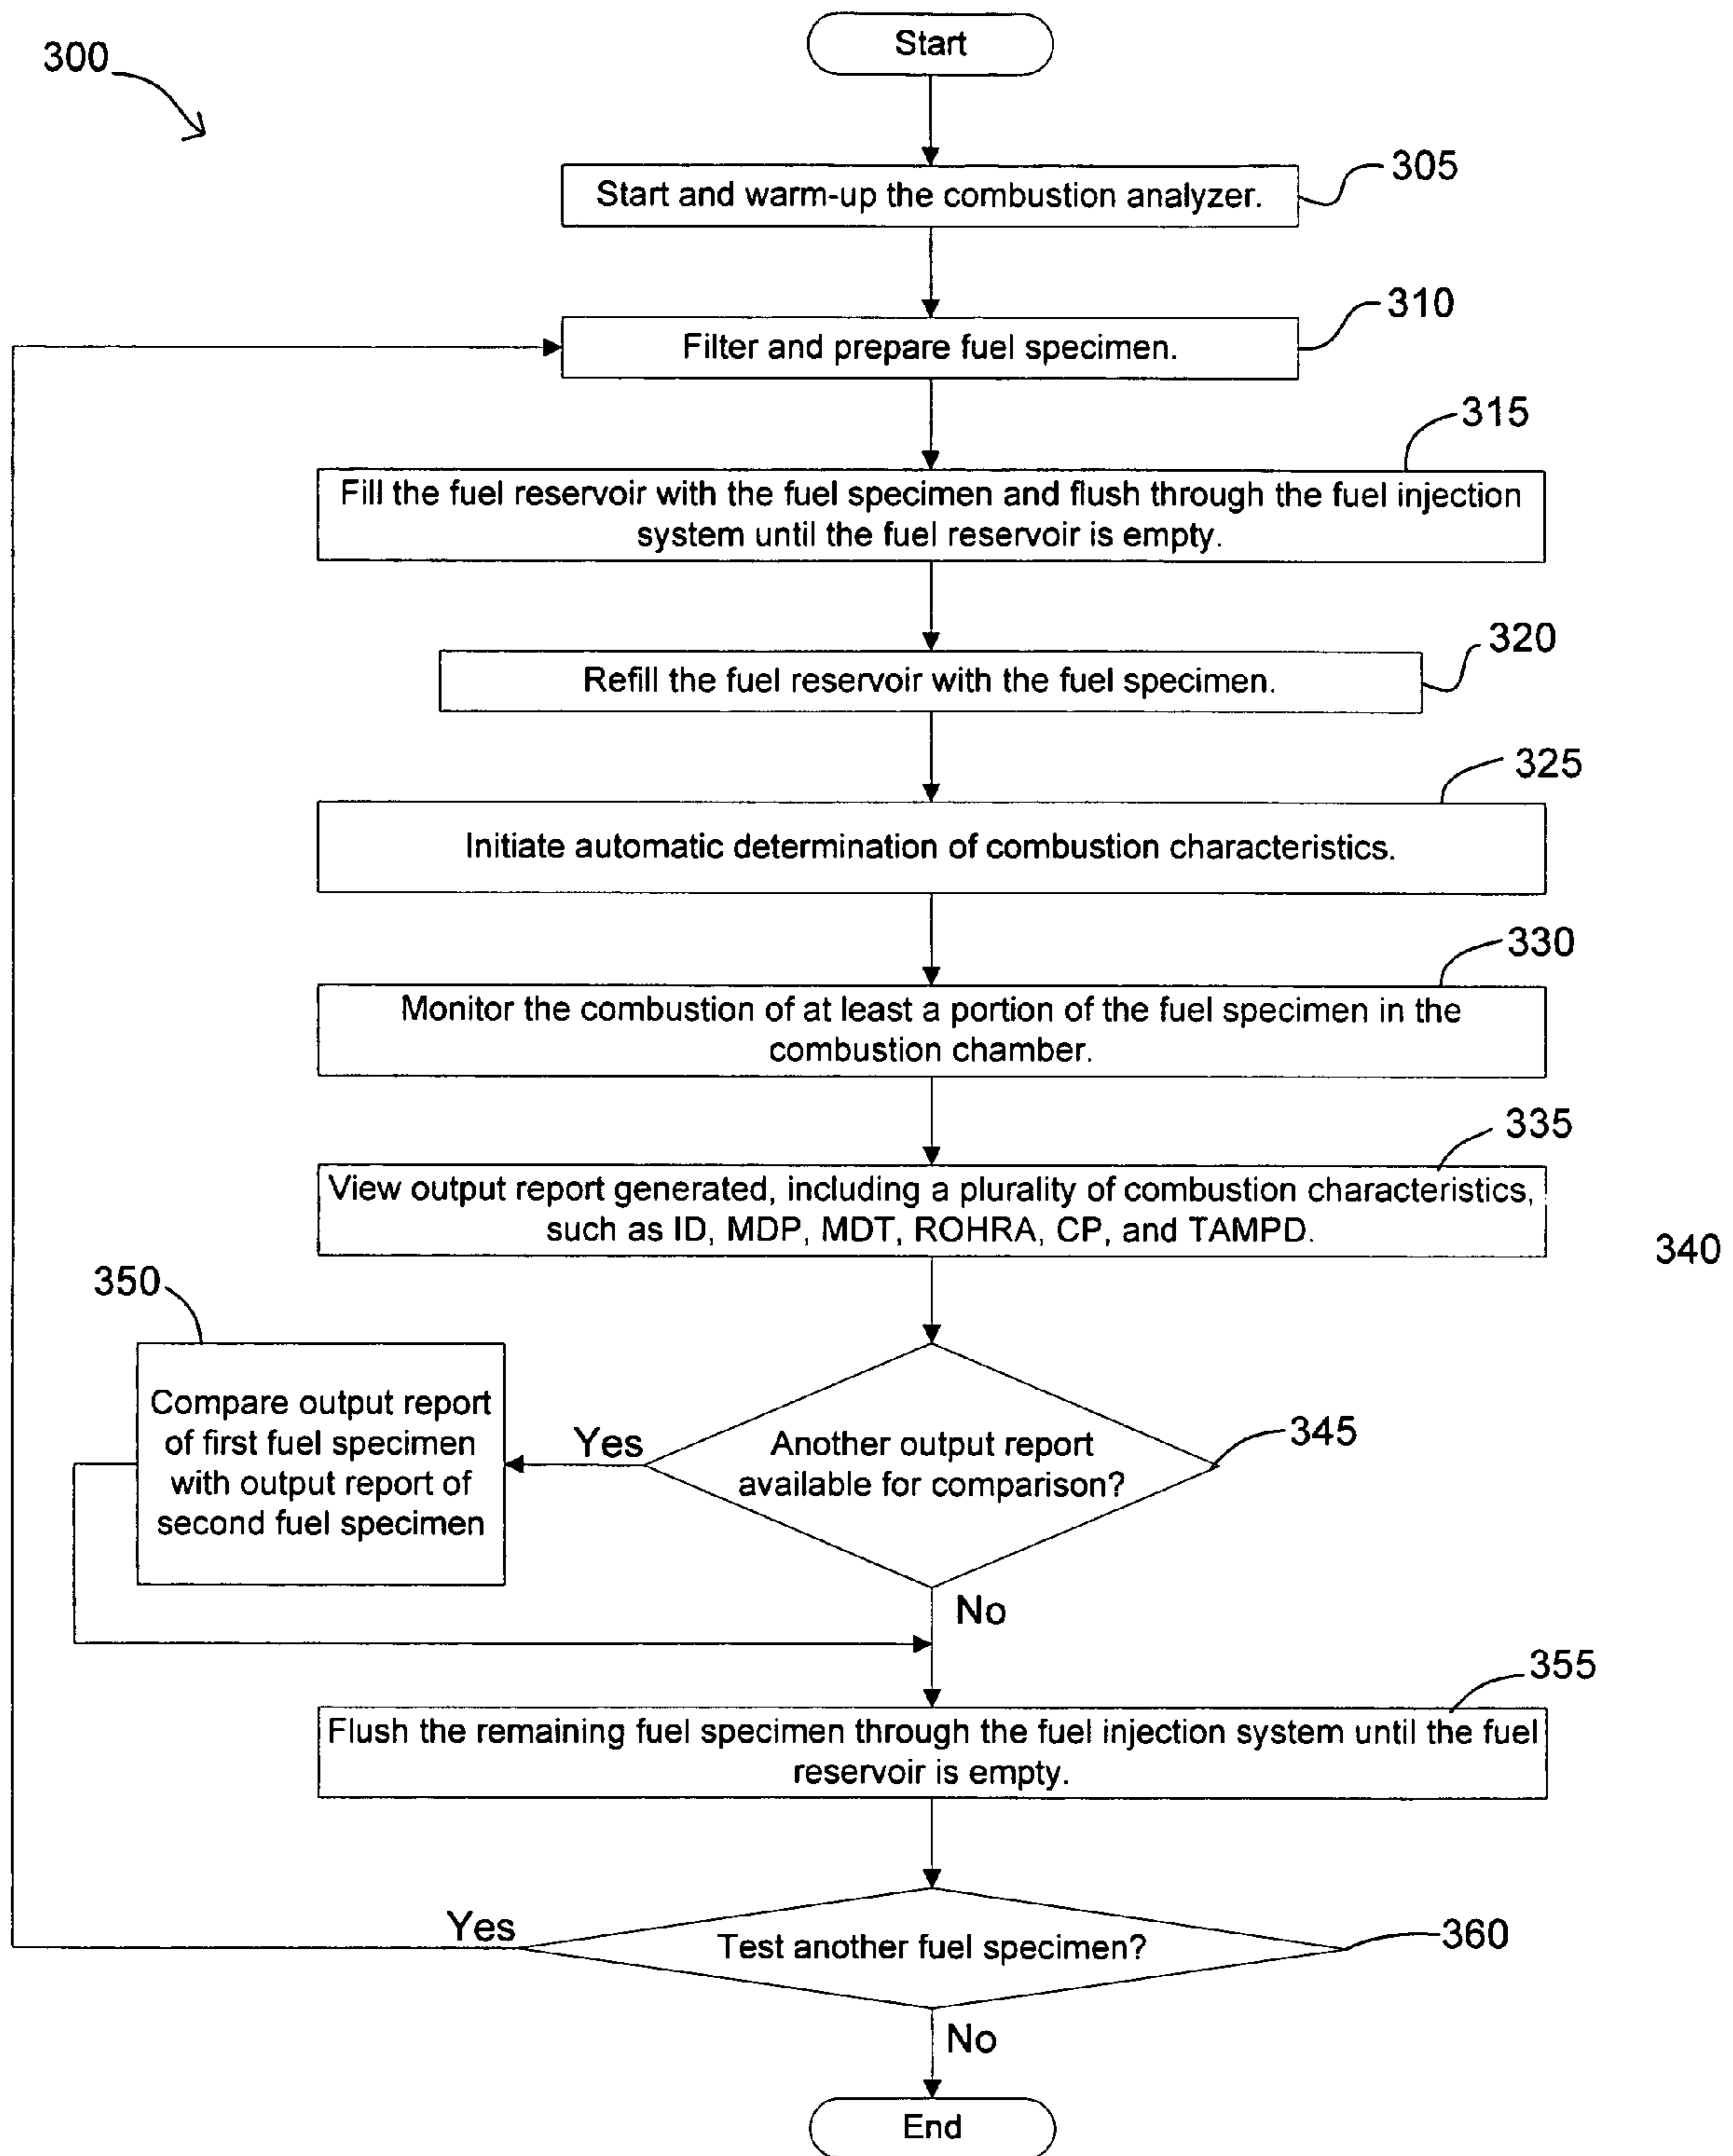 Start
300
305
Start and warm-up the combustion analyzer.
310
Filter and prepare fuel specimen.
315
Fill the fuel reservoir with the fuel specimen and flush through the fuel injection
system until the fuel reservoir is empty.
320
Refill the fuel reservoir with the fuel specimen.
325
Initiate automatic determination of combustion characteristics.
330
Monitor the combustion of at least a portion of the fuel specimen in the
combustion chamber.
335
View output report generated, including a plurality of combustion characteristics,
such as ID, MDP, MDT, ROHRA, CP, and TAMPD.
340
350
Compare output report
of first fuel specimen
with output report of
second fuel specimen
Yes
Another output report
available for comparison?
345
No
355
Flush the remaining fuel specimen through the fuel injection system until the fuel
reservoir is empty.
Yes
Test another fuel specimen?
360
No
End